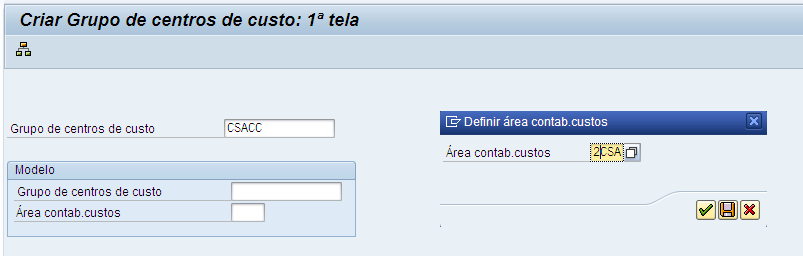 Criar Grupo de centros de custo: 1ª tela
Grupo de centros de custo CSACC
Modelo
Grupo de centros de custo
Área contab.custos
Definir área contab.custos
Área contab.custos 2CSA